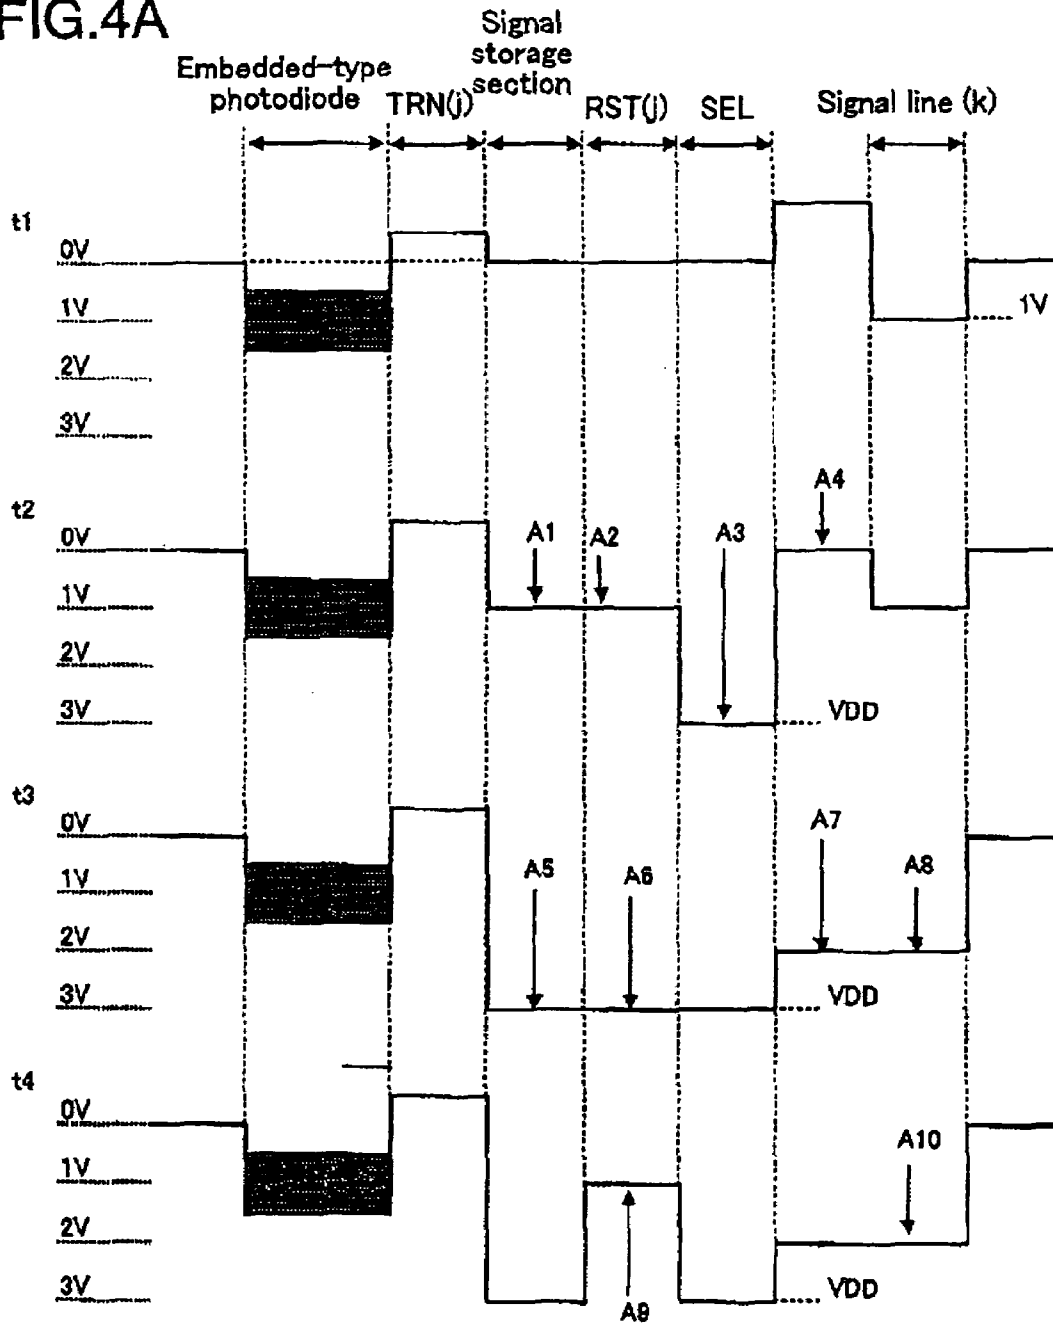 FIG.4A
Signal
storage
section
Embedded-type
photodiode
TRN(j)
RST(j)
SEL
Signal line (k)
t1
0V
1V
1V
2V
3V
t2
0V
A1
A2
A3
A4
1V
2V
3V
VDD
t3
0V
A7
1V
A5
A6
A8
2V
3V
VDD
t4
0V
1V
A10
2V
3V
VDD
A9